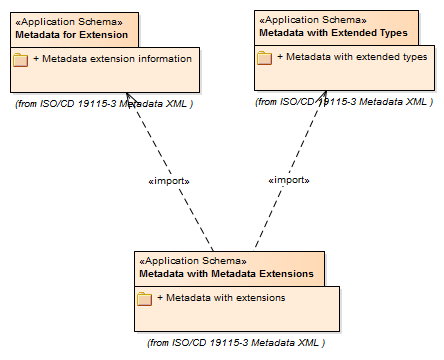 «Application Schema»
Metadata for Extension
+ Metadata extension information
(from ISO/CD 19115-3 Metadata XML )
«Application Schema»
Metadata with Extended Types
+ Metadata with extended types
(from ISO/CD 19115-3 Metadata XML )
«import»
«import»
«Application Schema»
Metadata with Metadata Extensions
+ Metadata with extensions
(from ISO/CD 19115-3 Metadata XML )